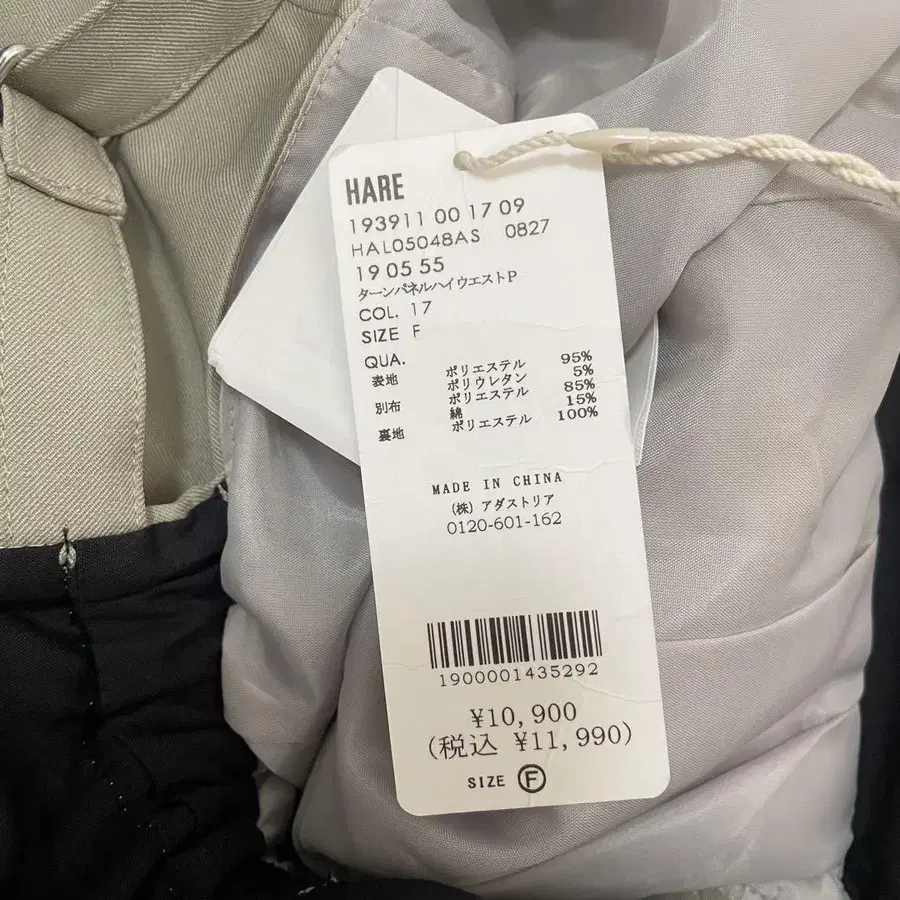 HARE
193911 00 17 09
HAL05048AS 0827
19 05 55
ターンパネルハイウエストP
COL. 17
SIZE F
QUA.
表地 ポリエステル 95%
ポリウレタン 5%
別布 ポリエステル 85%
綿 15%
裏地 ポリエステル 100%
MADE IN CHINA
(株) アダストリア
0120-601-162
1900001435292
¥10,900
(税込 ¥11,990)
SIZE F